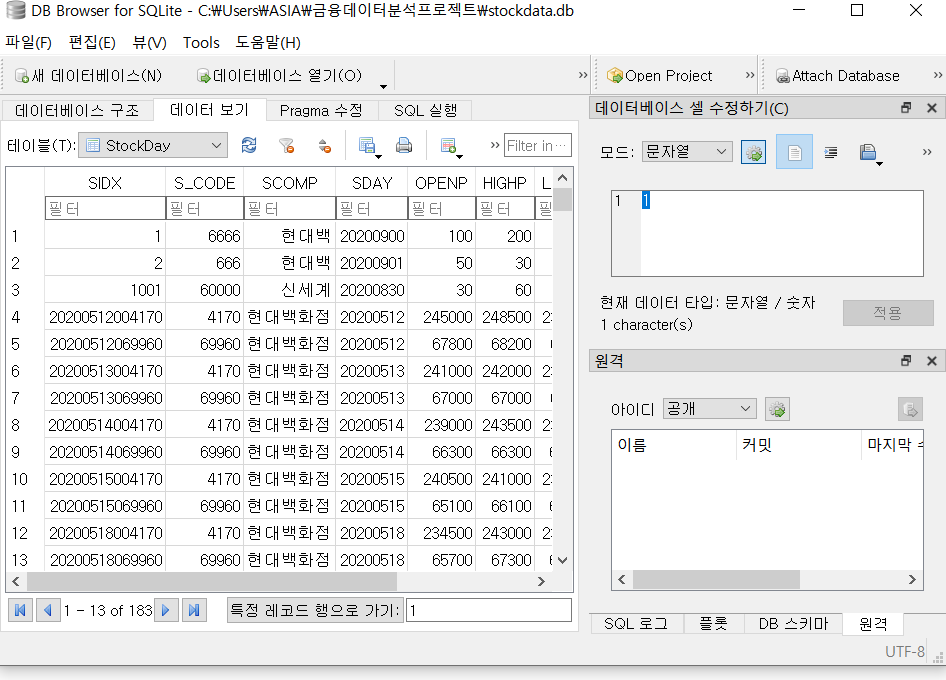 DB Browser for SQLite - C:₩Users₩ASIA₩금융데이터분석프로젝트₩stockdata.db
파일(F) 편집(E) 뷰(V) Tools 도움말(H)
새 데이터베이스(N) 데이터베이스 열기(O) » Open Project » Attach Database »
데이터베이스 구조 데이터 보기 Pragma 수정 SQL 실행
테이블(T): StockDay » Filter in ···
SIDX S_CODE SCOMP SDAY OPENP HIGHP L
필터 필터 필터 필터 필터 필터 필
1 1 6666 현대백 20200900 100 200
2 2 666 현대백 20200901 50 30
3 1001 60000 신세계 20200830 30 60
4 20200512004170 4170 현대백화점 20200512 245000 248500
5 20200512069960 69960 현대백화점 20200512 67800 68200
6 20200513004170 4170 현대백화점 20200513 241000 242000
7 20200513069960 69960 현대백화점 20200513 67000 67000
8 20200514004170 4170 현대백화점 20200514 239000 243500
9 20200514069960 69960 현대백화점 20200514 66300 66300
10 20200515004170 4170 현대백화점 20200515 240500 241000
11 20200515069960 69960 현대백화점 20200515 65100 66100
12 20200518004170 4170 현대백화점 20200518 234500 243000
13 20200518069960 69960 현대백화점 20200518 65700 67300
1 - 13 of 183 특정 레코드 행으로 가기: 1
데이터베이스 셀 수정하기(C)
모드: 문자열 »
1 1
현재 데이터 타입: 문자열 / 숫자
1 character(s)
적용
원격
아이디 공개
이름 커밋 마지막
SQL 로그 플롯 DB 스키마 원격
UTF-8